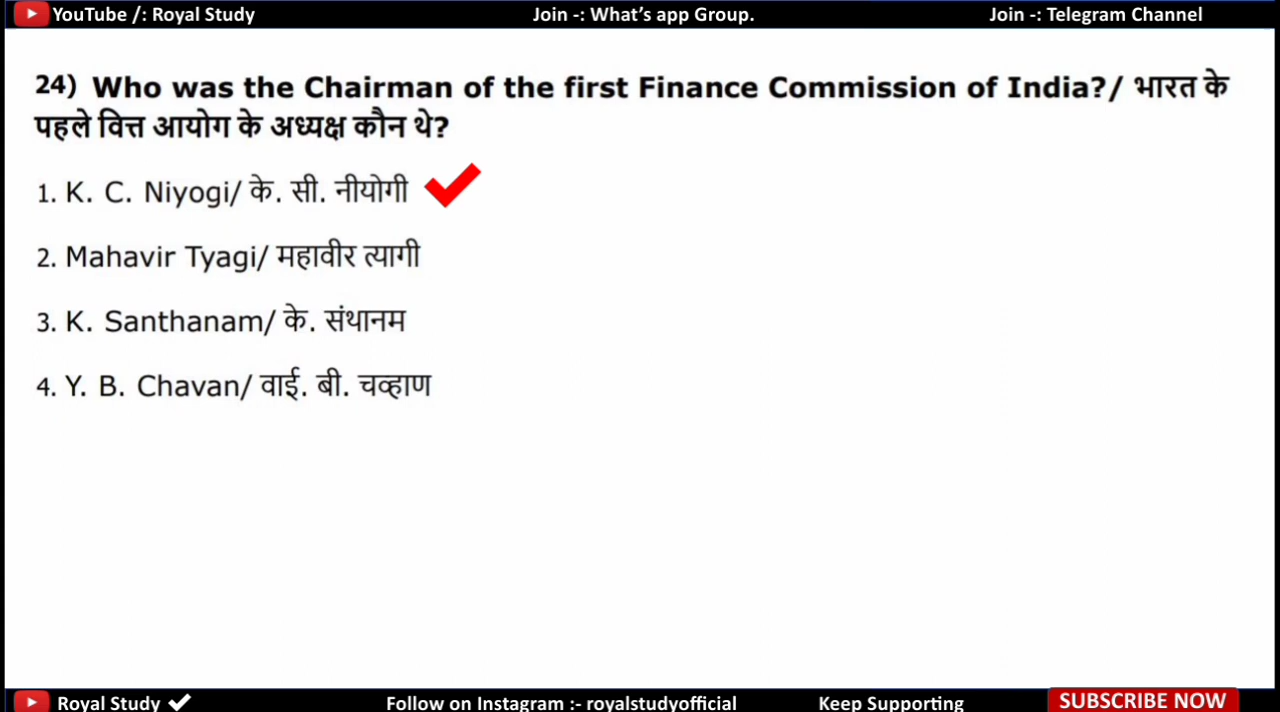 YouTube /: Royal Study Join -: What's app Group. Join -: Telegram Channel
24) Who was the Chairman of the first Finance Commission of India?/ भारत के
पहले वित्त आयोग के अध्यक्ष कौन थे?
1. K. C. Niyogi/ के. सी. नीयोगी
2. Mahavir Tyagi/ महावीर त्यागी
3. K. Santhanam/ के. संथानम
4. Y. B. Chavan/ वाई. बी. चव्हाण
Royal Study Follow on Instagram :- royalstudyofficial Keep Supporting SUBSCRIBE NOW